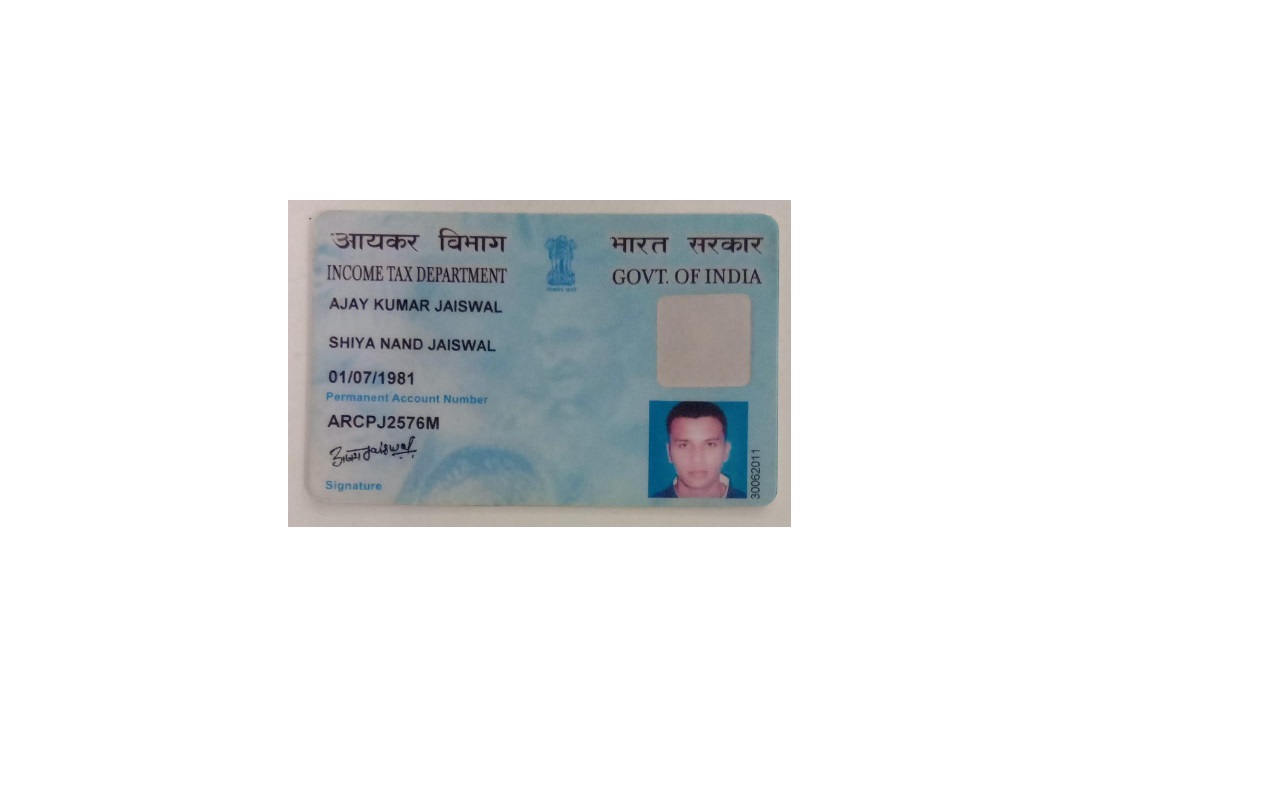 आयकर विभाग
भारत सरकार
INCOME TAX DEPARTMENT
GOVT. OF INDIA
AJAY KUMAR JAISWAL
SHIYA NAND JAISWAL
01/07/1981
Permanent Account Number
ARCPJ2576M
Jaiswal
Signature
30062011